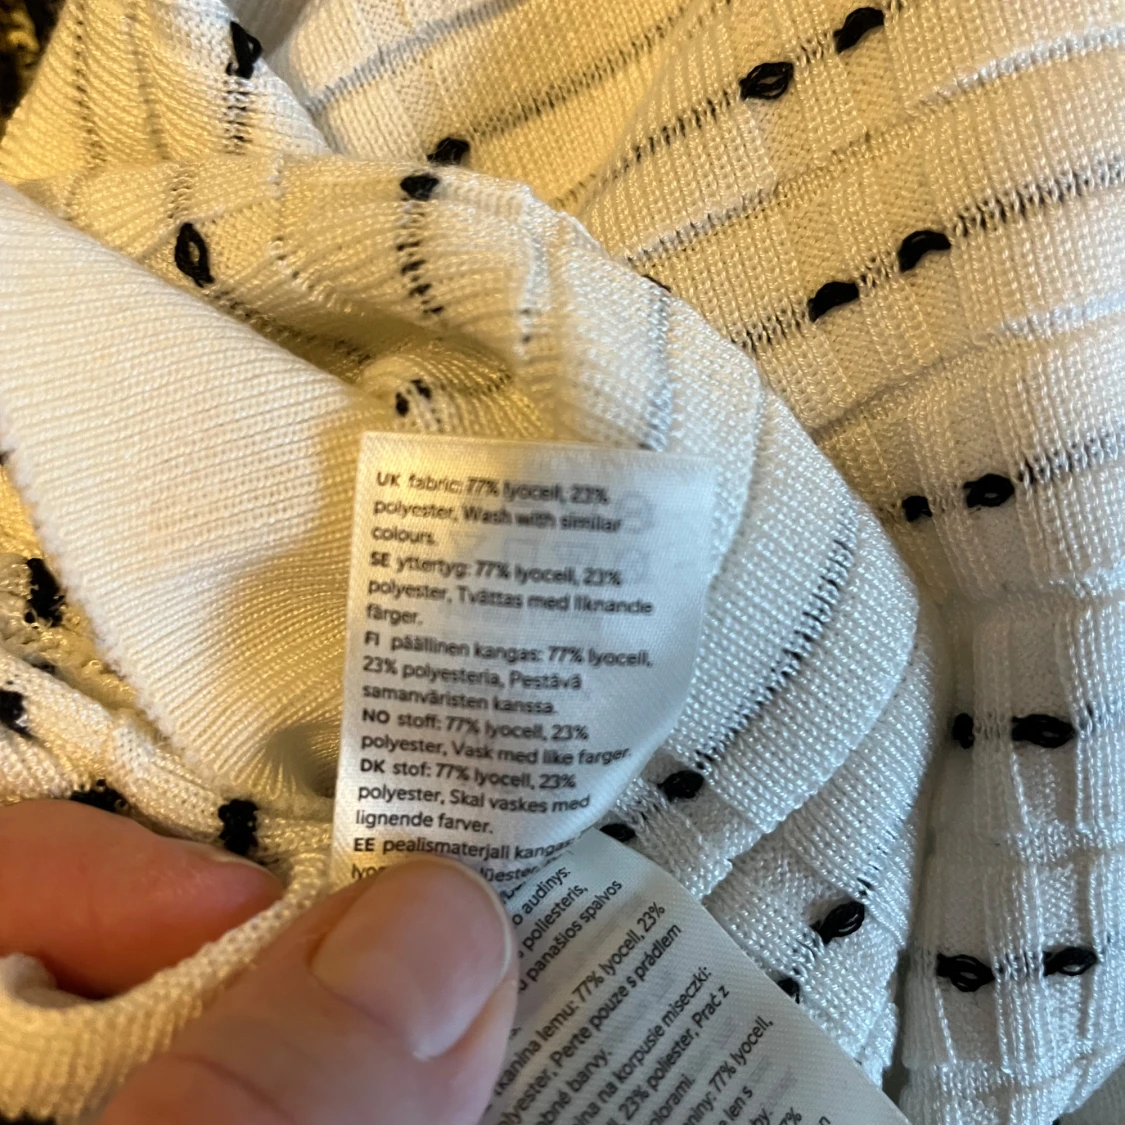 UK fabric: 77% lyocell, 23%
polyester, Wash with similar
colours.
SE yttertyg: 77% lyocell, 23%
polyester, Tvättas med liknande
färger.
FI päällinen kangas: 77% lyocell,
23% polyesteria, Pestävä
samanväristen kanssa.
NO stoff: 77% lyocell, 23%
polyester, Vask med like farger.
DK stof: 77% lyocell, 23%
polyester, Skal vaskes med
lignende farver.
EE pealismaterjali kangas
audinys:
poliesteris,
panašios spalvos
lemu: 77% lyocell, 23%
Perte pouze s prádlem
barvy.
na korpusie miseczki:
23% poliester, Prać z
77% lyocell,